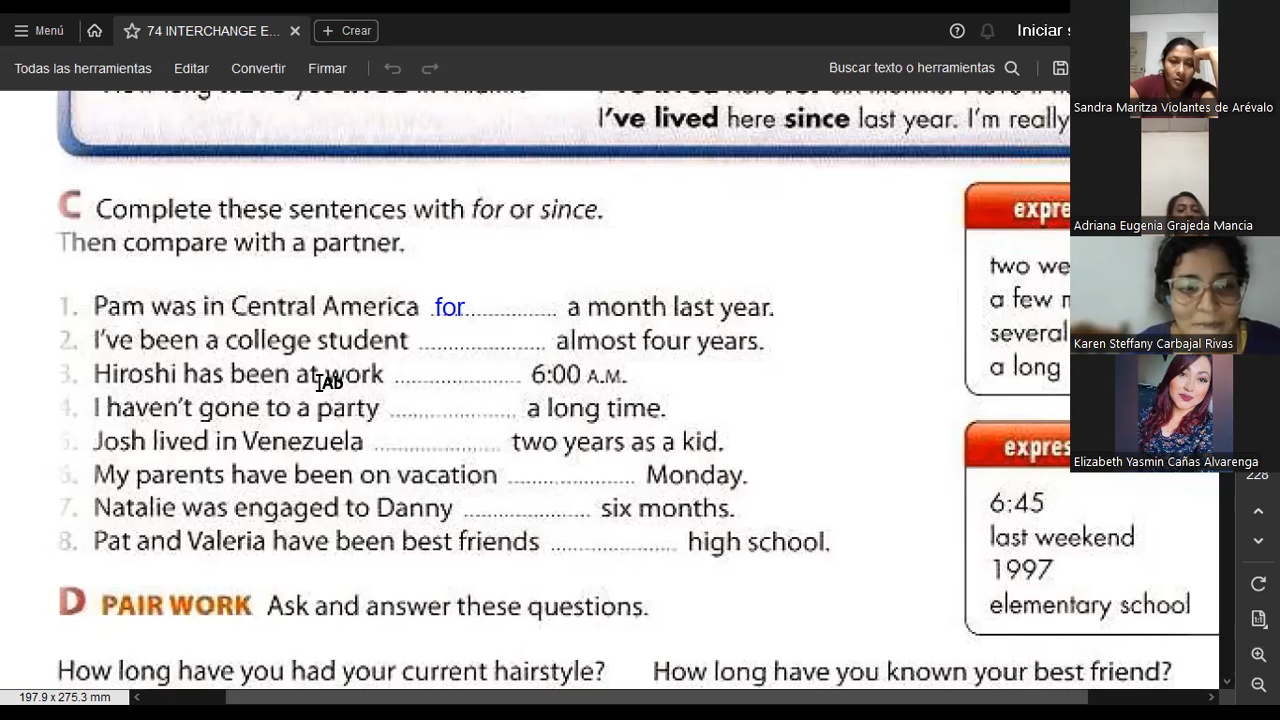 Menú
74 INTERCHANGE E...
Crear
Iniciar s
Todas las herramientas
Editar
Convertir
Firmar
Buscar texto o herramientas
I've lived here since last year. I'm really
C Complete these sentences with for or since.
Then compare with a partner.
1. Pam was in Central America for a month last year.
2. I've been a college student .................... almost four years.
3. Hiroshi has been at work .................... 6:00 A.M.
4. I haven't gone to a party .................... a long time.
5. Josh lived in Venezuela .................... two years as a kid.
6. My parents have been on vacation .................... Monday.
7. Natalie was engaged to Danny .................... six months.
8. Pat and Valeria have been best friends .................... high school.
D PAIR WORK Ask and answer these questions.
How long have you had your current hairstyle? How long have you known your best friend?
expre
two we
a few
several
a long
expres
6:45
last weekend
1997
elementary school
Sandra Maritza Violantes de Arévalo
Adriana Eugenia Grajeda Mancia
Karen Steffany Carbajal Rivas
Elizabeth Yasmin Cañas Alvarenga
228
197.9 x 275.3 mm